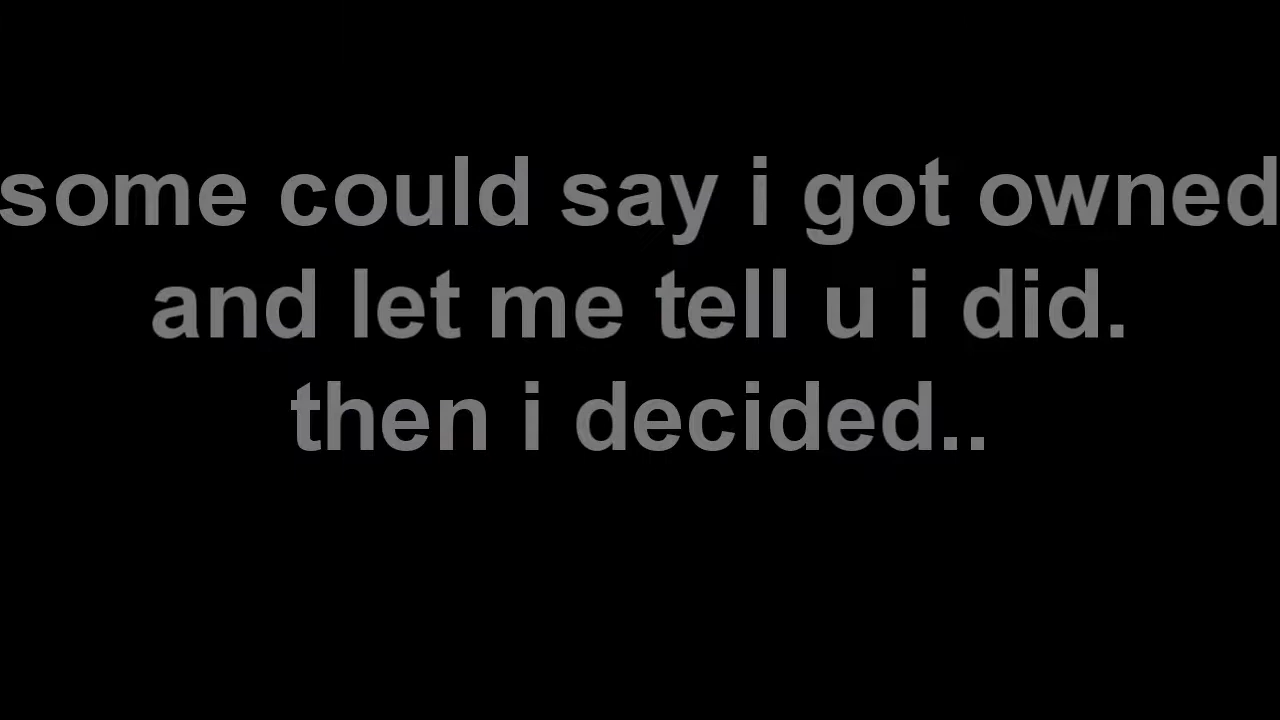 some could say i got owned
and let me tell u i did.
then i decided..